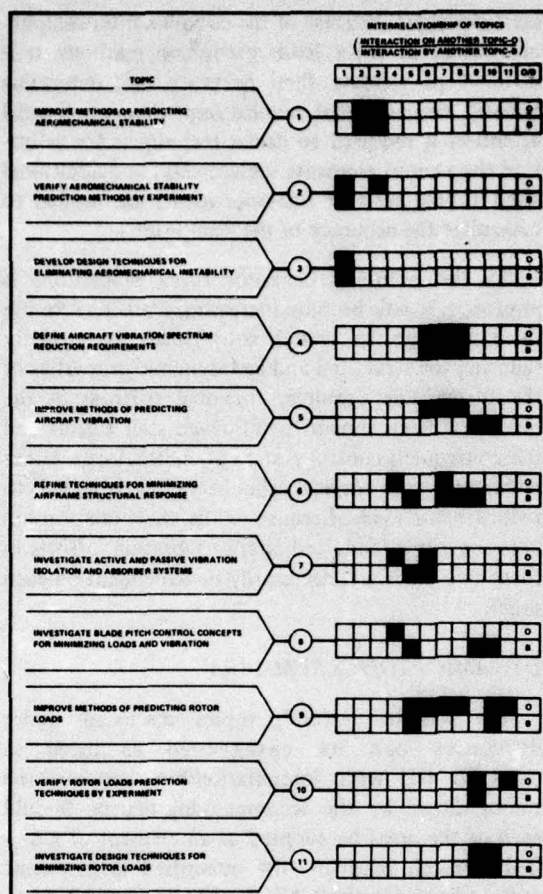 INTERRELATIONSHIP OF TOPICS
(INTERACTION ON ANOTHER TOPIC-O
INTERACTION BY ANOTHER TOPIC-B)
1 2 3 4 5 6 7 8 9 10 11 O/B
TOPIC
IMPROVE METHODS OF PREDICTING
AEROMECHANICAL STABILITY
1
O
B
VERIFY AEROMECHANICAL STABILITY
PREDICTION METHODS BY EXPERIMENT
2
O
B
DEVELOP DESIGN TECHNIQUES FOR
ELIMINATING AEROMECHANICAL INSTABILITY
3
O
B
DEFINE AIRCRAFT VIBRATION SPECTRUM
REDUCTION REQUIREMENTS
4
O
B
IMPROVE METHODS OF PREDICTING
AIRCRAFT VIBRATION
5
O
B
REFINE TECHNIQUES FOR MINIMIZING
AIRFRAME STRUCTURAL RESPONSE
6
O
B
INVESTIGATE ACTIVE AND PASSIVE VIBRATION
ISOLATION AND ABSORBER SYSTEMS
7
O
B
INVESTIGATE BLADE PITCH CONTROL CONCEPTS
FOR MINIMIZING LOADS AND VIBRATION
8
O
B
IMPROVE METHODS OF PREDICTING ROTOR
LOADS
9
O
B
VERIFY ROTOR LOADS PREDICTION
TECHNIQUES BY EXPERIMENT
10
O
B
INVESTIGATE DESIGN TECHNIQUES FOR
MINIMIZING ROTOR LOADS
11
O
B